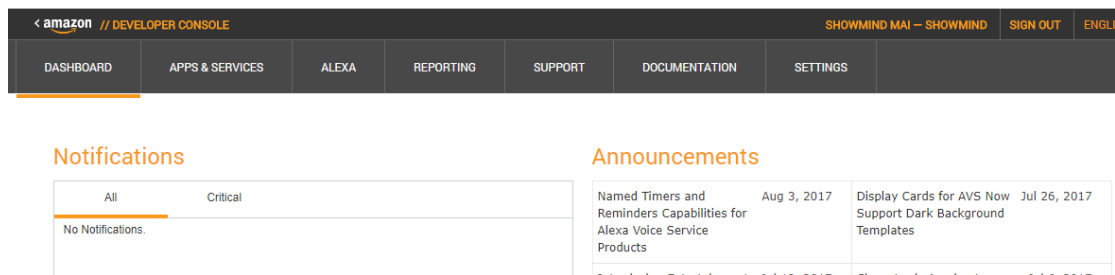 < amazon // DEVELOPER CONSOLE
SHOWMIND MAI — SHOWMIND SIGN OUT
DASHBOARD APPS & SERVICES ALEXA REPORTING SUPPORT DOCUMENTATION SETTINGS
Notifications
All Critical
No Notifications.
Announcements
Named Timers and Aug 3, 2017
Reminders Capabilities for
Alexa Voice Service
Products
Display Cards for AVS Now Jul 26, 2017
Support Dark Background
Templates